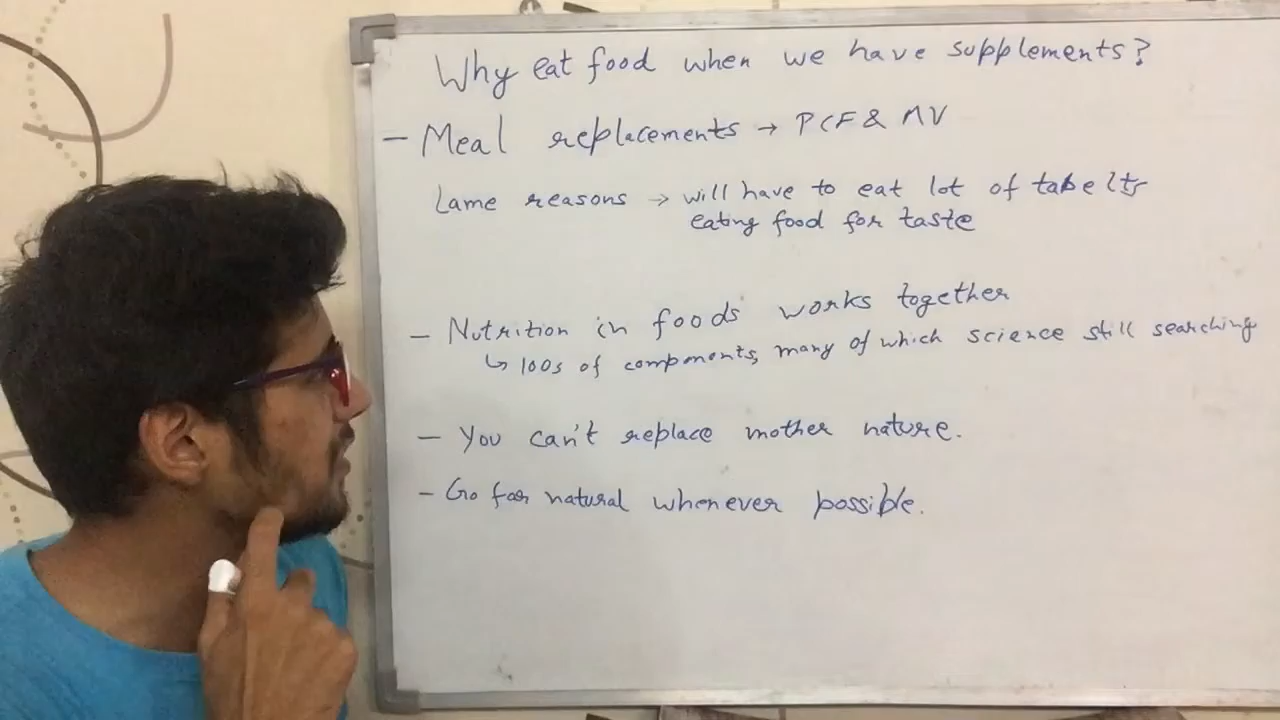 Why eat food when we have supplements?
- Meal replacements → PCF & MV
Lame reasons → will have to eat lot of tabelts
eating food for taste
- Nutrition in foods works together
↳ 100s of components, many of which science still searching
- You can't replace mother nature.
- Go for natural whenever possible.